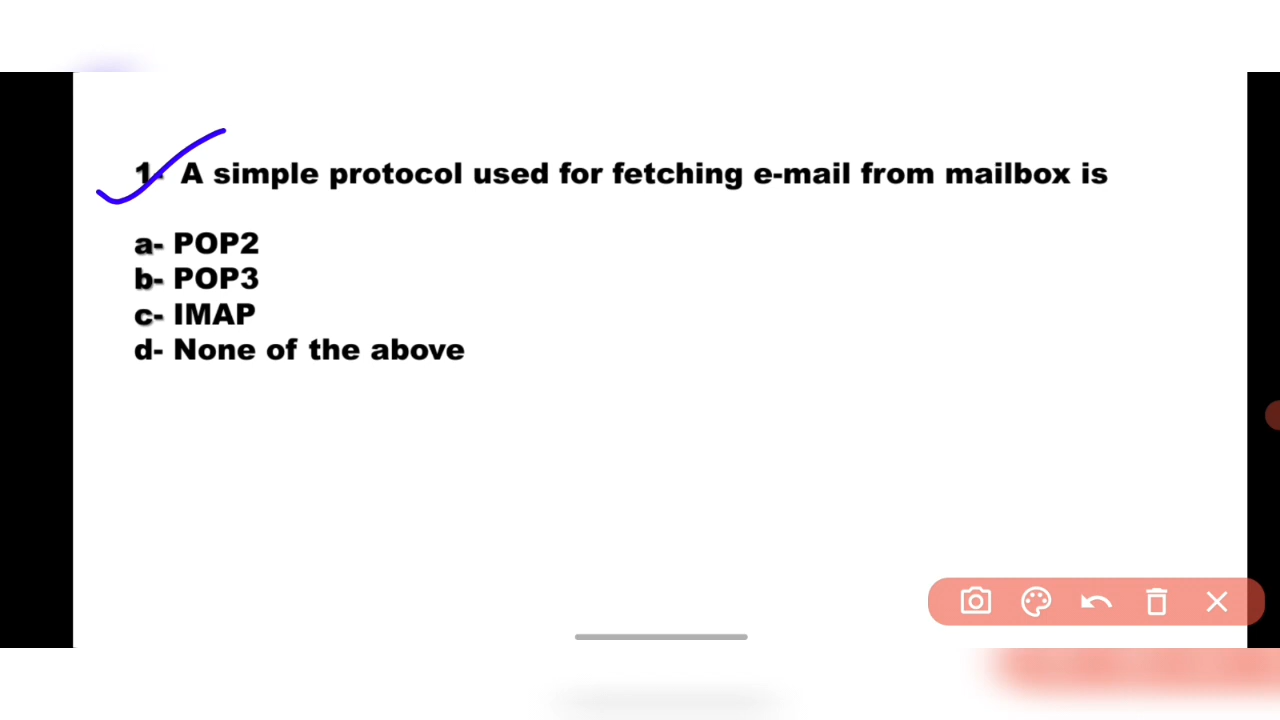 1- A simple protocol used for fetching e-mail from mailbox is
a- POP2
b- POP3
c- IMAP
d- None of the above